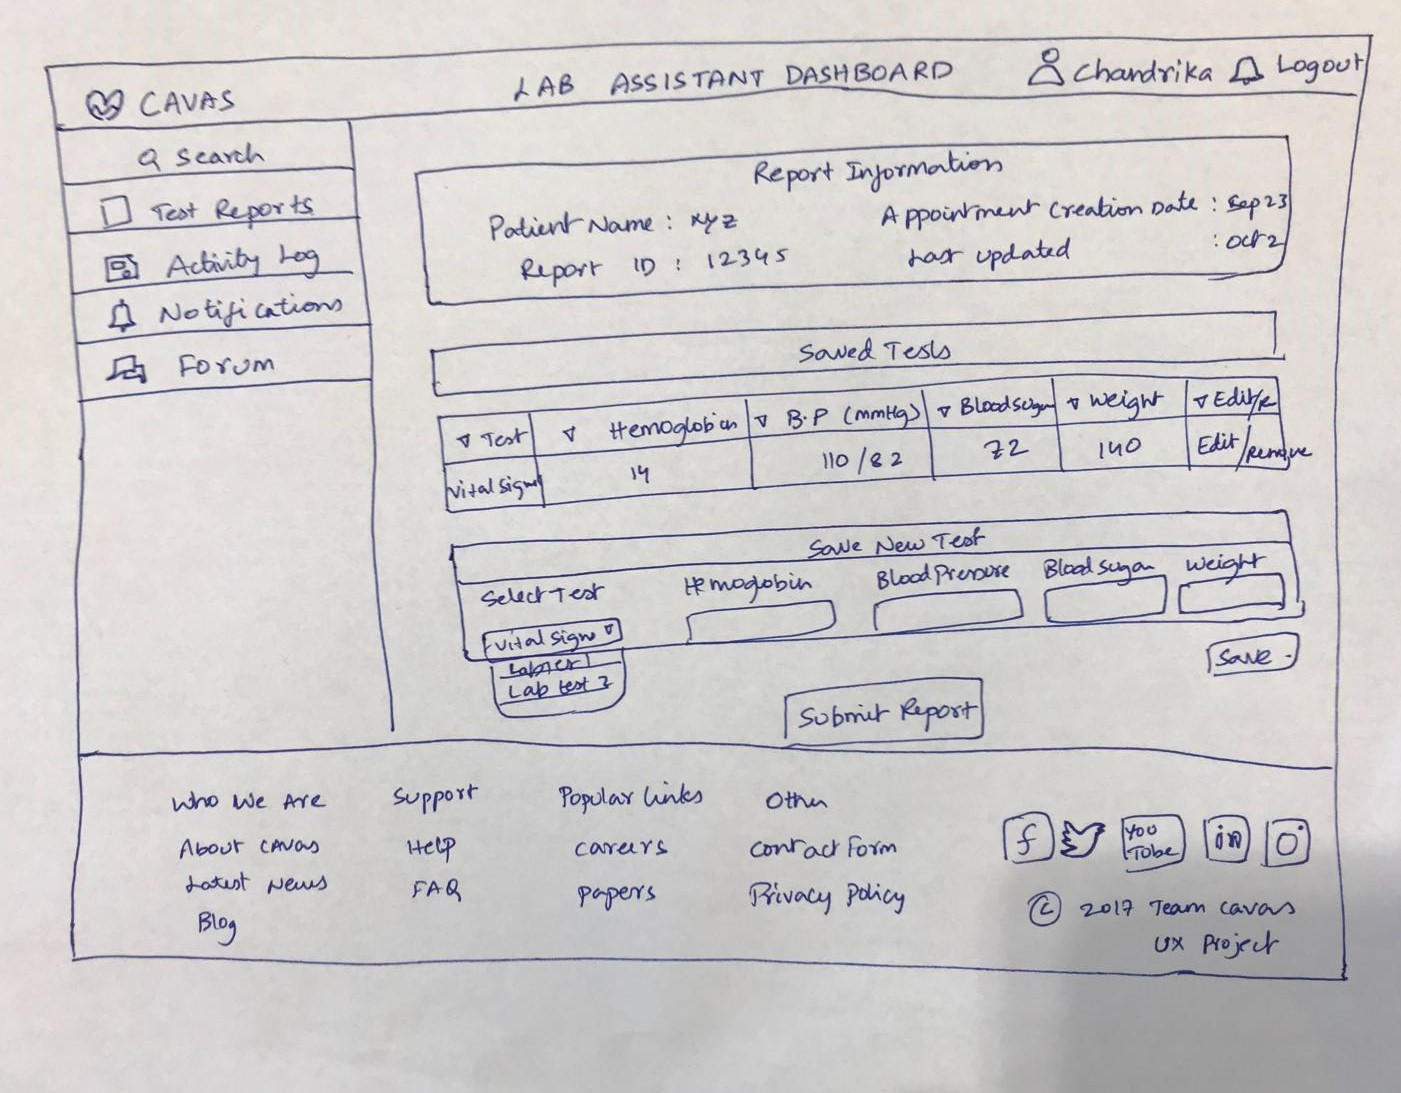 CAVAS
LAB ASSISTANT DASHBOARD
Chandrika
Logout
Search
Test Reports
Activity Log
Notifications
Forum
Report Information
Patient Name : xyz
Appointment Creation Date : Sep 23
Report ID : 12345
Last updated : Oct 2
Saved Tests
Test Hemoglobin B.P (mmHg) Blood sugar Weight Edit/R
Vital Signs 14 110/82 72 140 Edit/Remove
Save New Test
Select Test Hemoglobin Blood Pressure Blood sugar Weight
Vital Signs
Lab test 1
Lab test 2
Save
Submit Report
Who We Are Support Popular Links Other
About CAVAS Help Careers Contact Form
Latest News FAQ Papers Privacy Policy
Blog
f
You
Tobe
in
© 2017 Team Cavas
UX Project